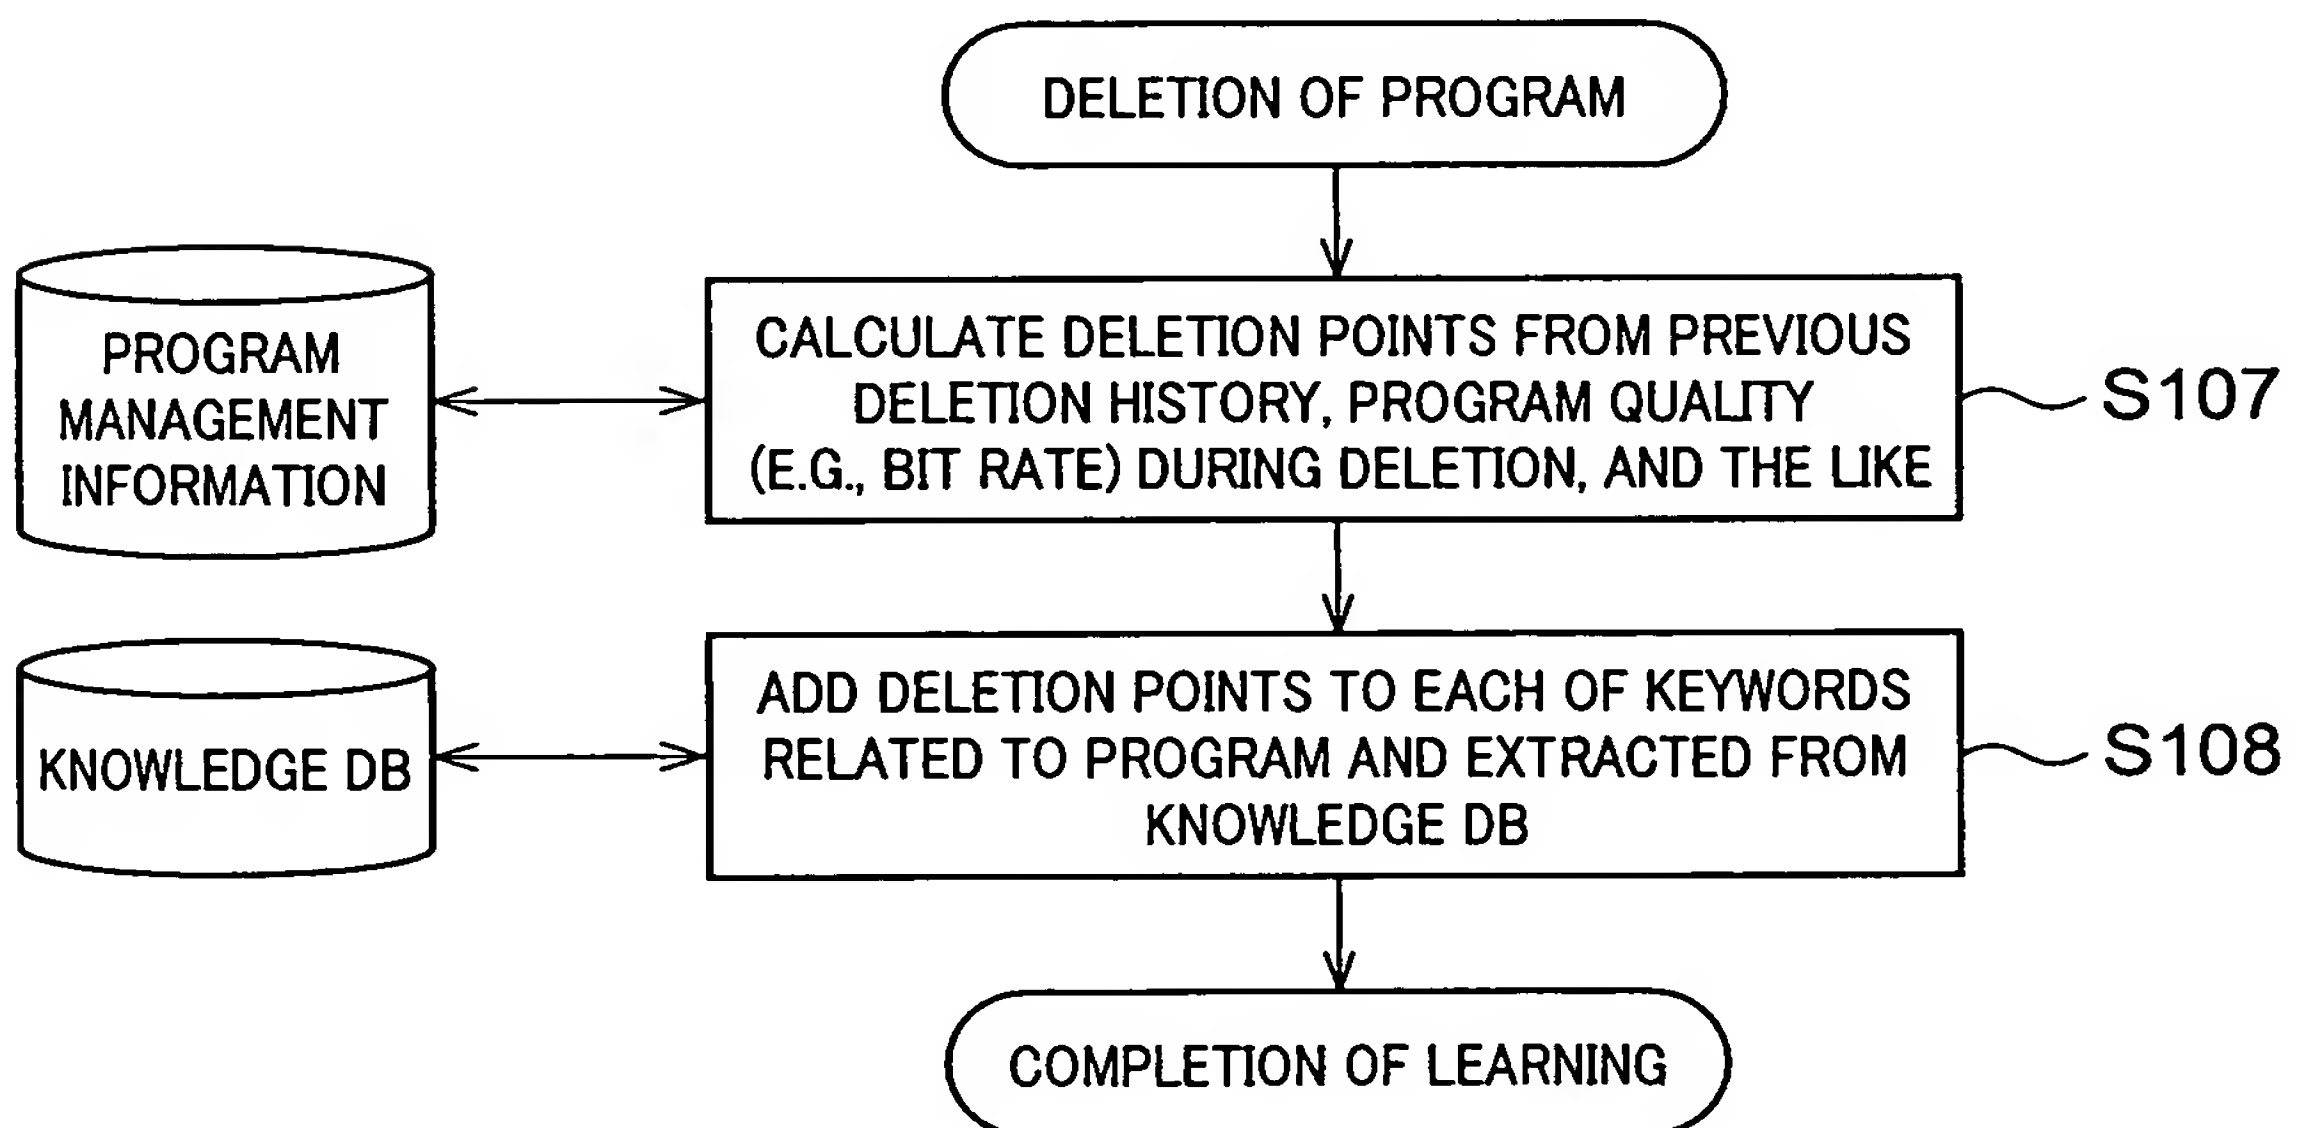 DELETION OF PROGRAM
PROGRAM
MANAGEMENT
INFORMATION
CALCULATE DELETION POINTS FROM PREVIOUS
DELETION HISTORY, PROGRAM QUALITY
(E.G., BIT RATE) DURING DELETION, AND THE LIKE
S107
KNOWLEDGE DB
ADD DELETION POINTS TO EACH OF KEYWORDS
RELATED TO PROGRAM AND EXTRACTED FROM
KNOWLEDGE DB
S108
COMPLETION OF LEARNING